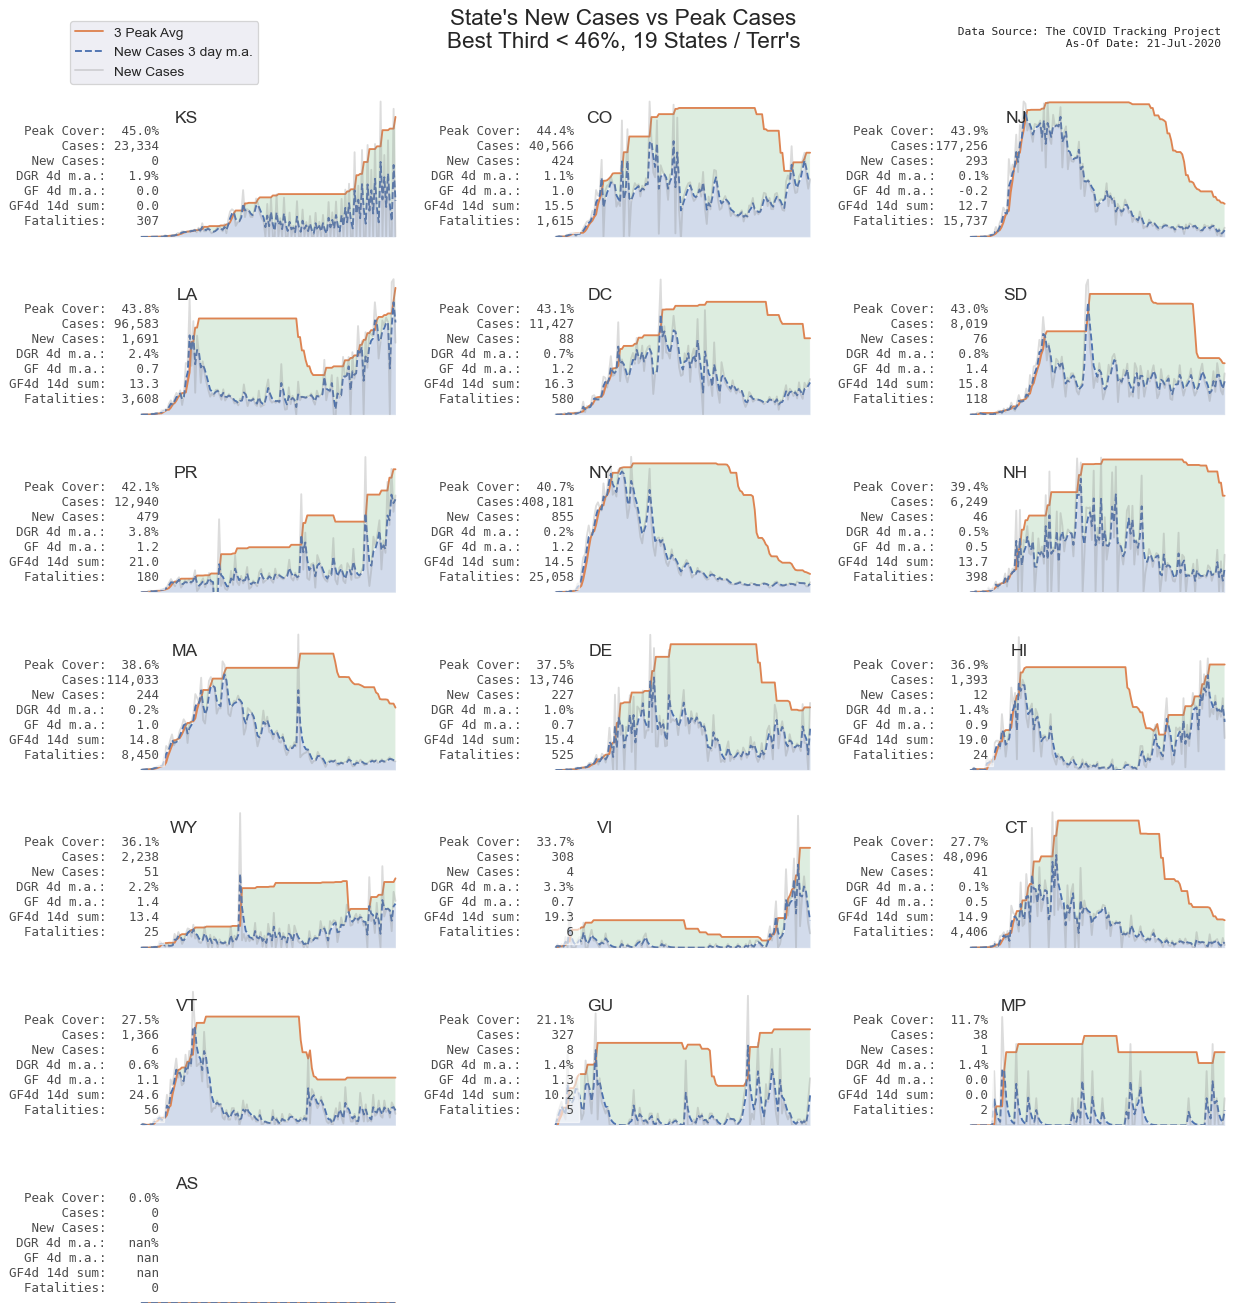 State's New Cases vs Peak Cases
Best Third < 46%, 19 States / Terr's
3 Peak Avg
New Cases 3 day m.a.
New Cases
Data Source: The COVID Tracking Project
As-Of Date: 21-Jul-2020
KS
Peak Cover: 45.0%
Cases: 23,334
New Cases: 0
DGR 4d m.a.: 1.9%
GF 4d m.a.: 0.0
GF4d 14d sum: 0.0
Fatalities: 307
CO
Peak Cover: 44.4%
Cases: 40,566
New Cases: 424
DGR 4d m.a.: 1.1%
GF 4d m.a.: 1.0
GF4d 14d sum: 15.5
Fatalities: 1,615
NJ
Peak Cover: 43.9%
Cases:177,256
New Cases: 293
DGR 4d m.a.: 0.1%
GF 4d m.a.: -0.2
GF4d 14d sum: 12.7
Fatalities: 15,737
LA
Peak Cover: 43.8%
Cases: 96,583
New Cases: 1,691
DGR 4d m.a.: 2.4%
GF 4d m.a.: 0.7
GF4d 14d sum: 13.3
Fatalities: 3,608
DC
Peak Cover: 43.1%
Cases: 11,427
New Cases: 88
DGR 4d m.a.: 0.7%
GF 4d m.a.: 1.2
GF4d 14d sum: 16.3
Fatalities: 580
SD
Peak Cover: 43.0%
Cases: 8,019
New Cases: 76
DGR 4d m.a.: 0.8%
GF 4d m.a.: 1.4
GF4d 14d sum: 15.8
Fatalities: 118
PR
Peak Cover: 42.1%
Cases: 12,940
New Cases: 479
DGR 4d m.a.: 3.8%
GF 4d m.a.: 1.2
GF4d 14d sum: 21.0
Fatalities: 180
NY
Peak Cover: 40.7%
Cases:408,181
New Cases: 855
DGR 4d m.a.: 0.2%
GF 4d m.a.: 1.2
GF4d 14d sum: 14.5
Fatalities: 25,058
NH
Peak Cover: 39.4%
Cases: 6,249
New Cases: 46
DGR 4d m.a.: 0.5%
GF 4d m.a.: 0.5
GF4d 14d sum: 13.7
Fatalities: 398
MA
Peak Cover: 38.6%
Cases:114,033
New Cases: 244
DGR 4d m.a.: 0.2%
GF 4d m.a.: 1.0
GF4d 14d sum: 14.8
Fatalities: 8,450
DE
Peak Cover: 37.5%
Cases: 13,746
New Cases: 227
DGR 4d m.a.: 1.0%
GF 4d m.a.: 0.7
GF4d 14d sum: 15.4
Fatalities: 525
HI
Peak Cover: 36.9%
Cases: 1,393
New Cases: 12
DGR 4d m.a.: 1.4%
GF 4d m.a.: 0.9
GF4d 14d sum: 19.0
Fatalities: 24
WY
Peak Cover: 36.1%
Cases: 2,238
New Cases: 51
DGR 4d m.a.: 2.2%
GF 4d m.a.: 1.4
GF4d 14d sum: 13.4
Fatalities: 25
VI
Peak Cover: 33.7%
Cases: 308
New Cases: 4
DGR 4d m.a.: 3.3%
GF 4d m.a.: 0.7
GF4d 14d sum: 19.3
Fatalities: 6
CT
Peak Cover: 27.7%
Cases: 48,096
New Cases: 41
DGR 4d m.a.: 0.1%
GF 4d m.a.: 0.5
GF4d 14d sum: 14.9
Fatalities: 4,406
VT
Peak Cover: 27.5%
Cases: 1,366
New Cases: 6
DGR 4d m.a.: 0.6%
GF 4d m.a.: 1.1
GF4d 14d sum: 24.6
Fatalities: 56
GU
Peak Cover: 21.1%
Cases: 327
New Cases: 8
DGR 4d m.a.: 1.4%
GF 4d m.a.: 1.3
GF4d 14d sum: 10.2
Fatalities: 5
MP
Peak Cover: 11.7%
Cases: 38
New Cases: 1
DGR 4d m.a.: 1.4%
GF 4d m.a.: 0.0
GF4d 14d sum: 0.0
Fatalities: 2
AS
Peak Cover: 0.0%
Cases: 0
New Cases: 0
DGR 4d m.a.: nan%
GF 4d m.a.: nan
GF4d 14d sum: nan
Fatalities: 0